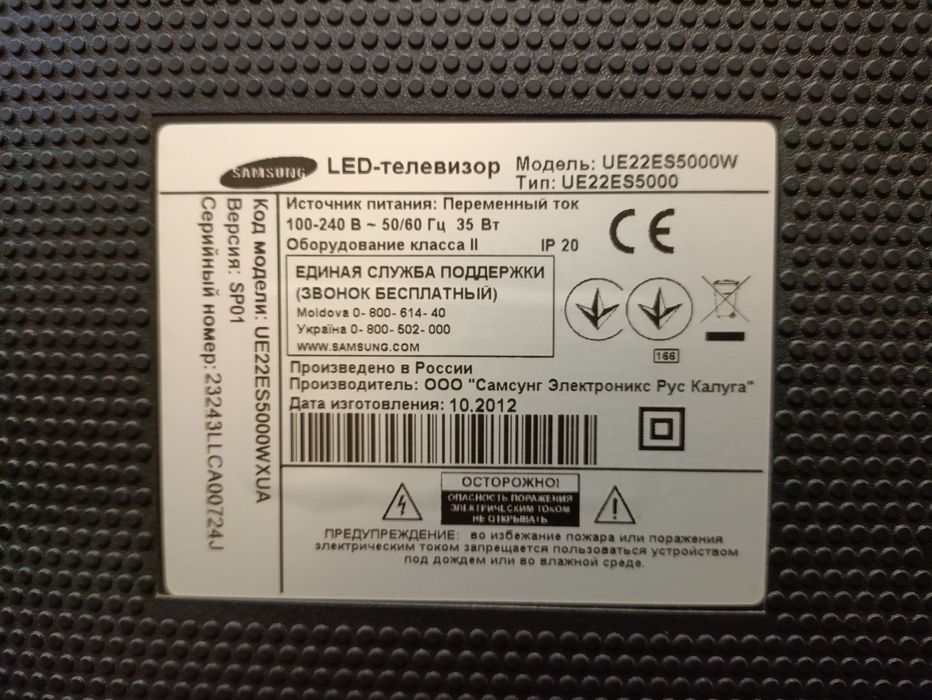 SAMSUNG
LED-телевизор
Модель: UE22ES5000W
Тип: UE22ES5000
Код модели: UE22ES5000WXUA
Версия: SP01
Серийный номер: 23243LLCA00724J
Источник питания: Переменный ток
100-240 В ~ 50/60 Гц 35 Вт
Оборудование класса II IP 20
CE
ЕДИНАЯ СЛУЖБА ПОДДЕРЖКИ
(ЗВОНОК БЕСПЛАТНЫЙ)
Moldova 0- 800- 614- 40
Україна 0- 800- 502- 000
WWW.SAMSUNG.COM
166
Произведено в России
Производитель: ООО "Самсунг Электроникс Рус Калуга"
Дата изготовления: 10.2012
ОСТОРОЖНО!
ОПАСНОСТЬ ПОРАЖЕНИЯ
ЭЛЕКТРИЧЕСКИМ ТОКОМ
НЕ ОТКРЫВАТЬ
ПРЕДУПРЕЖДЕНИЕ: во избежание пожара или поражения
электрическим током запрещается пользоваться устройством
под дождем или во влажной среде.